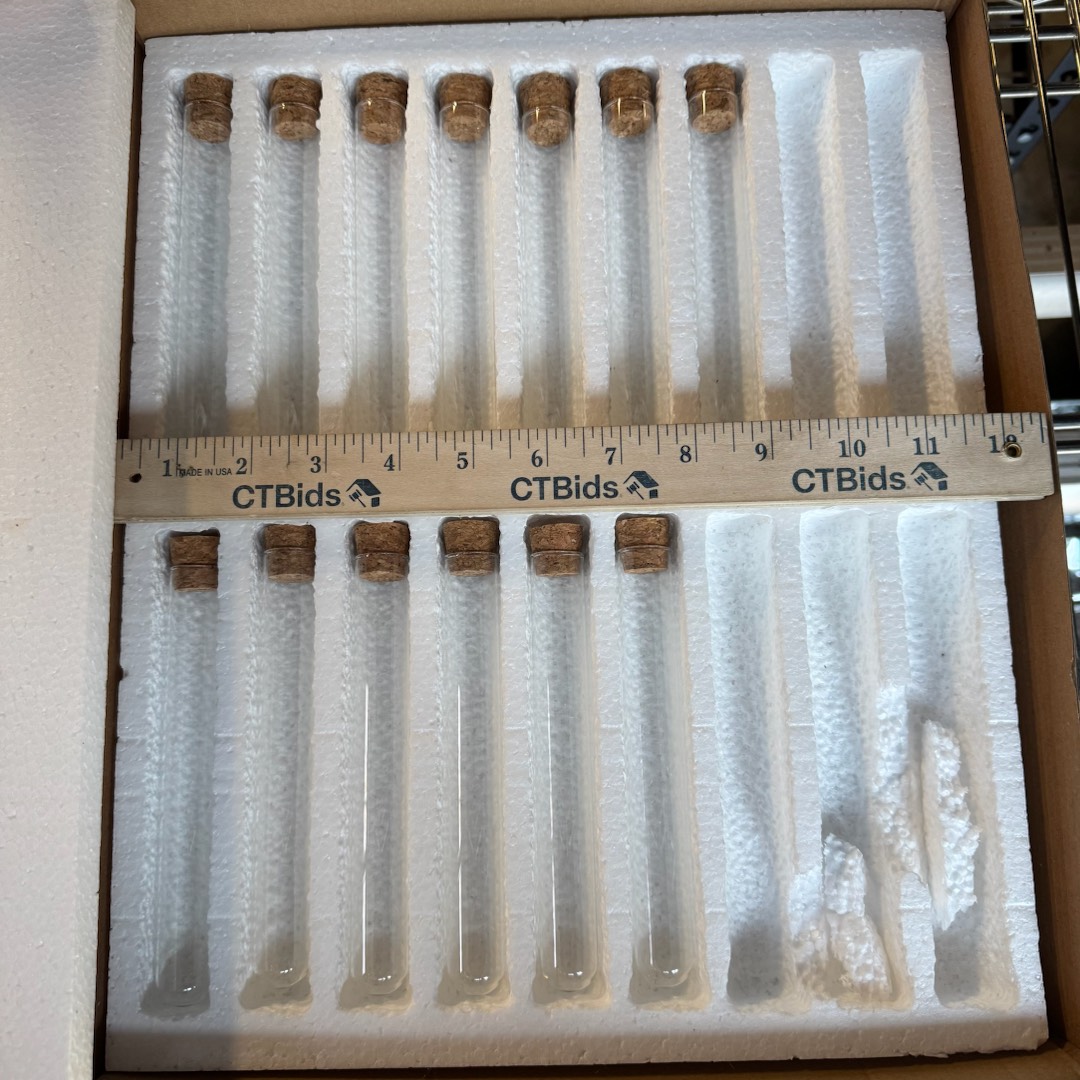 1 MADE IN USA 2 3 4 5 6 7 8 9 10 11 12
CTBids CTBids CTBids